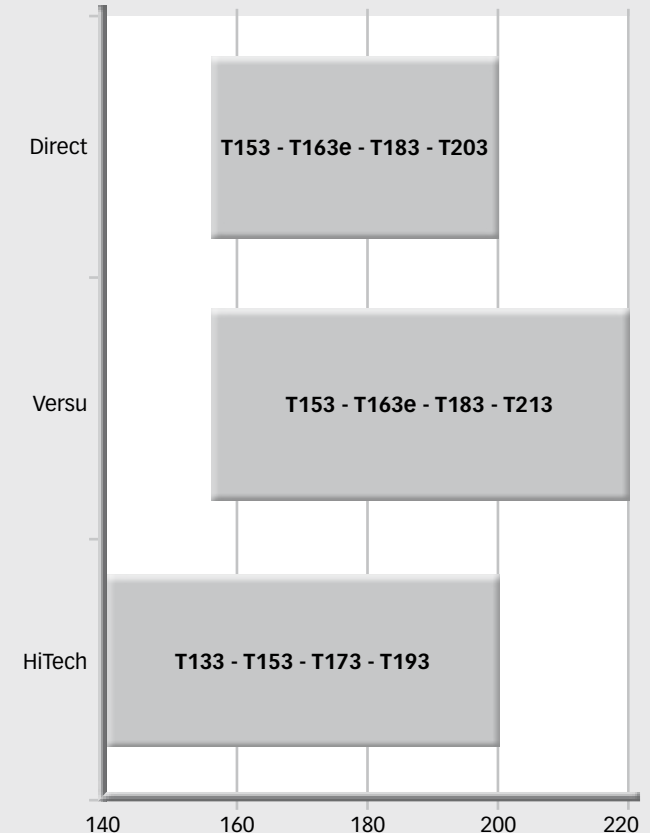 Direct
T153 - T163e - T183 - T203
Versu
T153 - T163e - T183 - T213
HiTech
T133 - T153 - T173 - T193
140 160 180 200 220